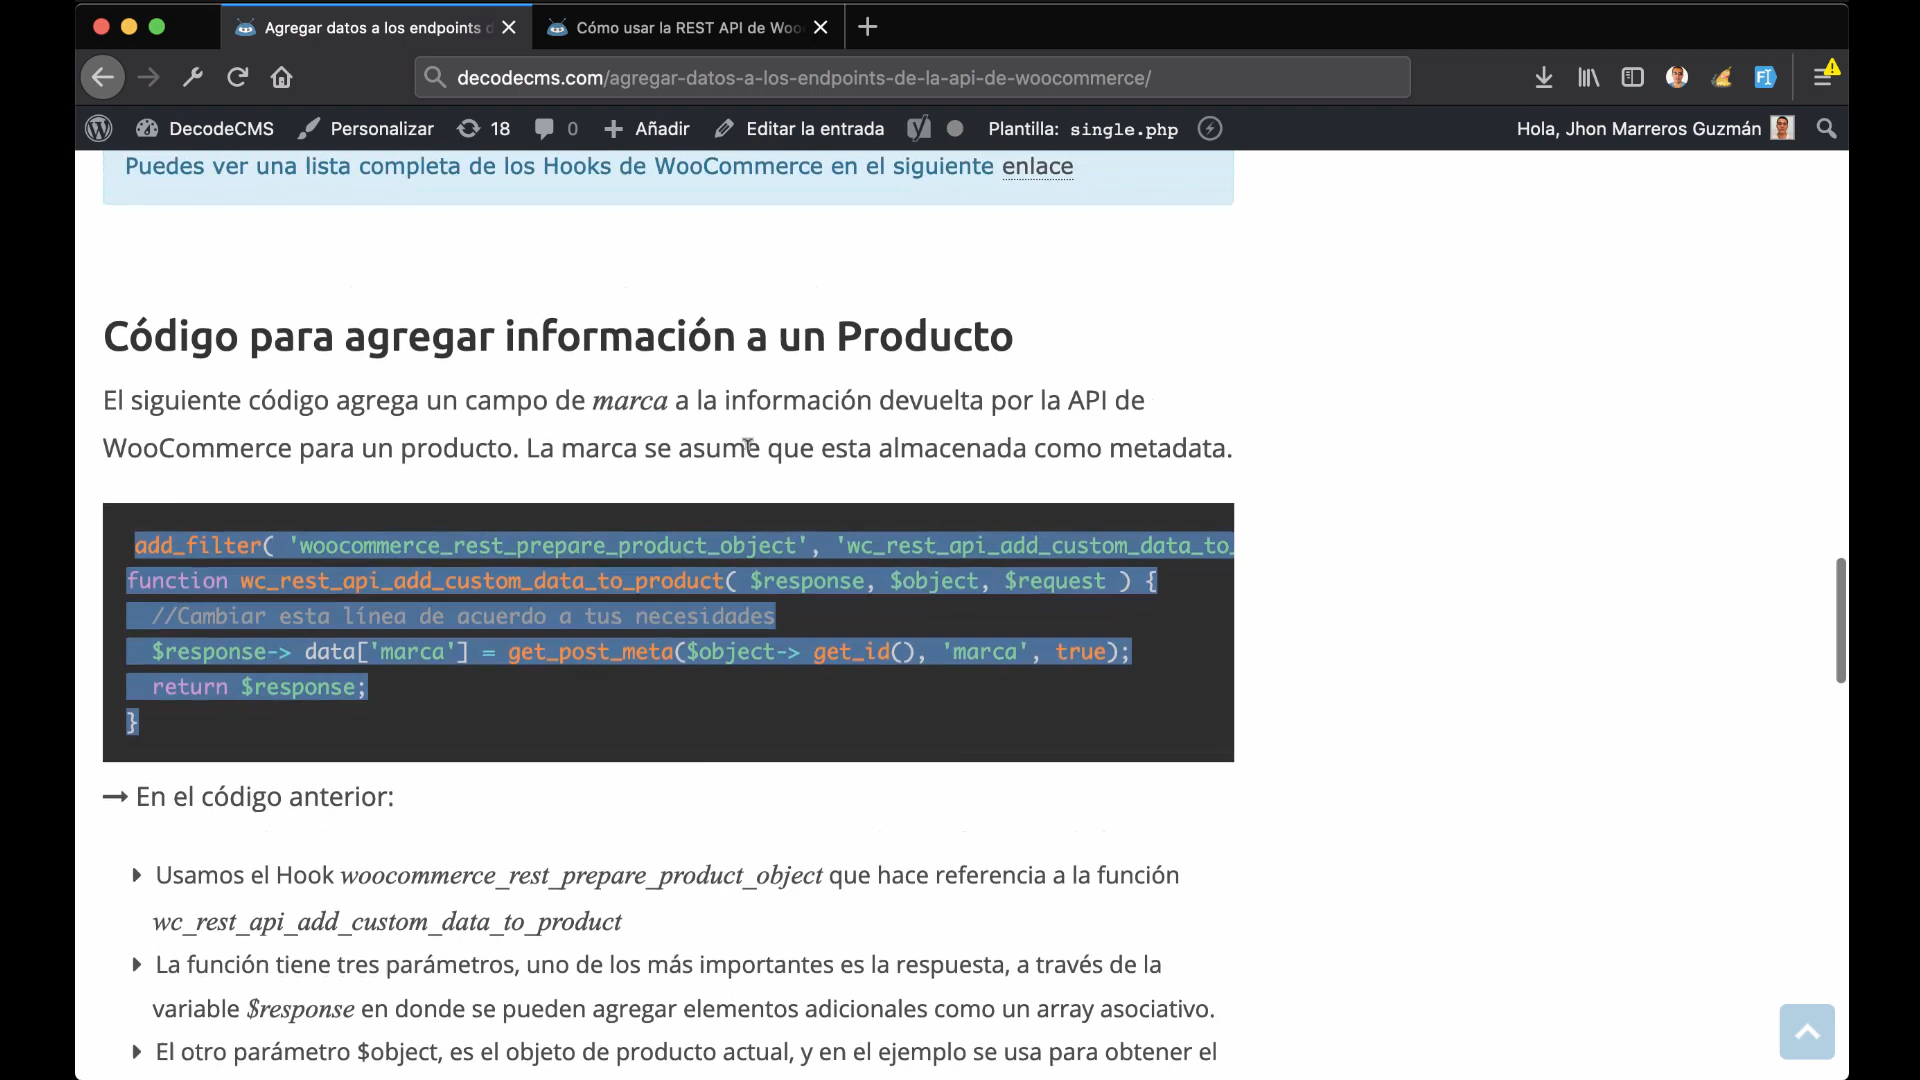 Agregar datos a los endpoints d
Cómo usar la REST API de Woo
decodecms.com/agregar-datos-a-los-endpoints-de-la-api-de-woocommerce/
DecodeCMS Personalizar 18 0 Añadir Editar la entrada Plantilla: single.php Hola, Jhon Marreros Guzmán
Puedes ver una lista completa de los Hooks de WooCommerce en el siguiente enlace
Código para agregar información a un Producto
El siguiente código agrega un campo de marca a la información devuelta por la API de
WooCommerce para un producto. La marca se asume que esta almacenada como metadata.
add_filter( 'woocommerce_rest_prepare_product_object', 'wc_rest_api_add_custom_data_to_
function wc_rest_api_add_custom_data_to_product( $response, $object, $request ) {
//Cambiar esta línea de acuerdo a tus necesidades
$response-> data['marca'] = get_post_meta($object-> get_id(), 'marca', true);
return $response;
}
→ En el código anterior:
Usamos el Hook woocommerce_rest_prepare_product_object que hace referencia a la función
wc_rest_api_add_custom_data_to_product
La función tiene tres parámetros, uno de los más importantes es la respuesta, a través de la
variable $response en donde se pueden agregar elementos adicionales como un array asociativo.
El otro parámetro $object, es el objeto de producto actual, y en el ejemplo se usa para obtener el